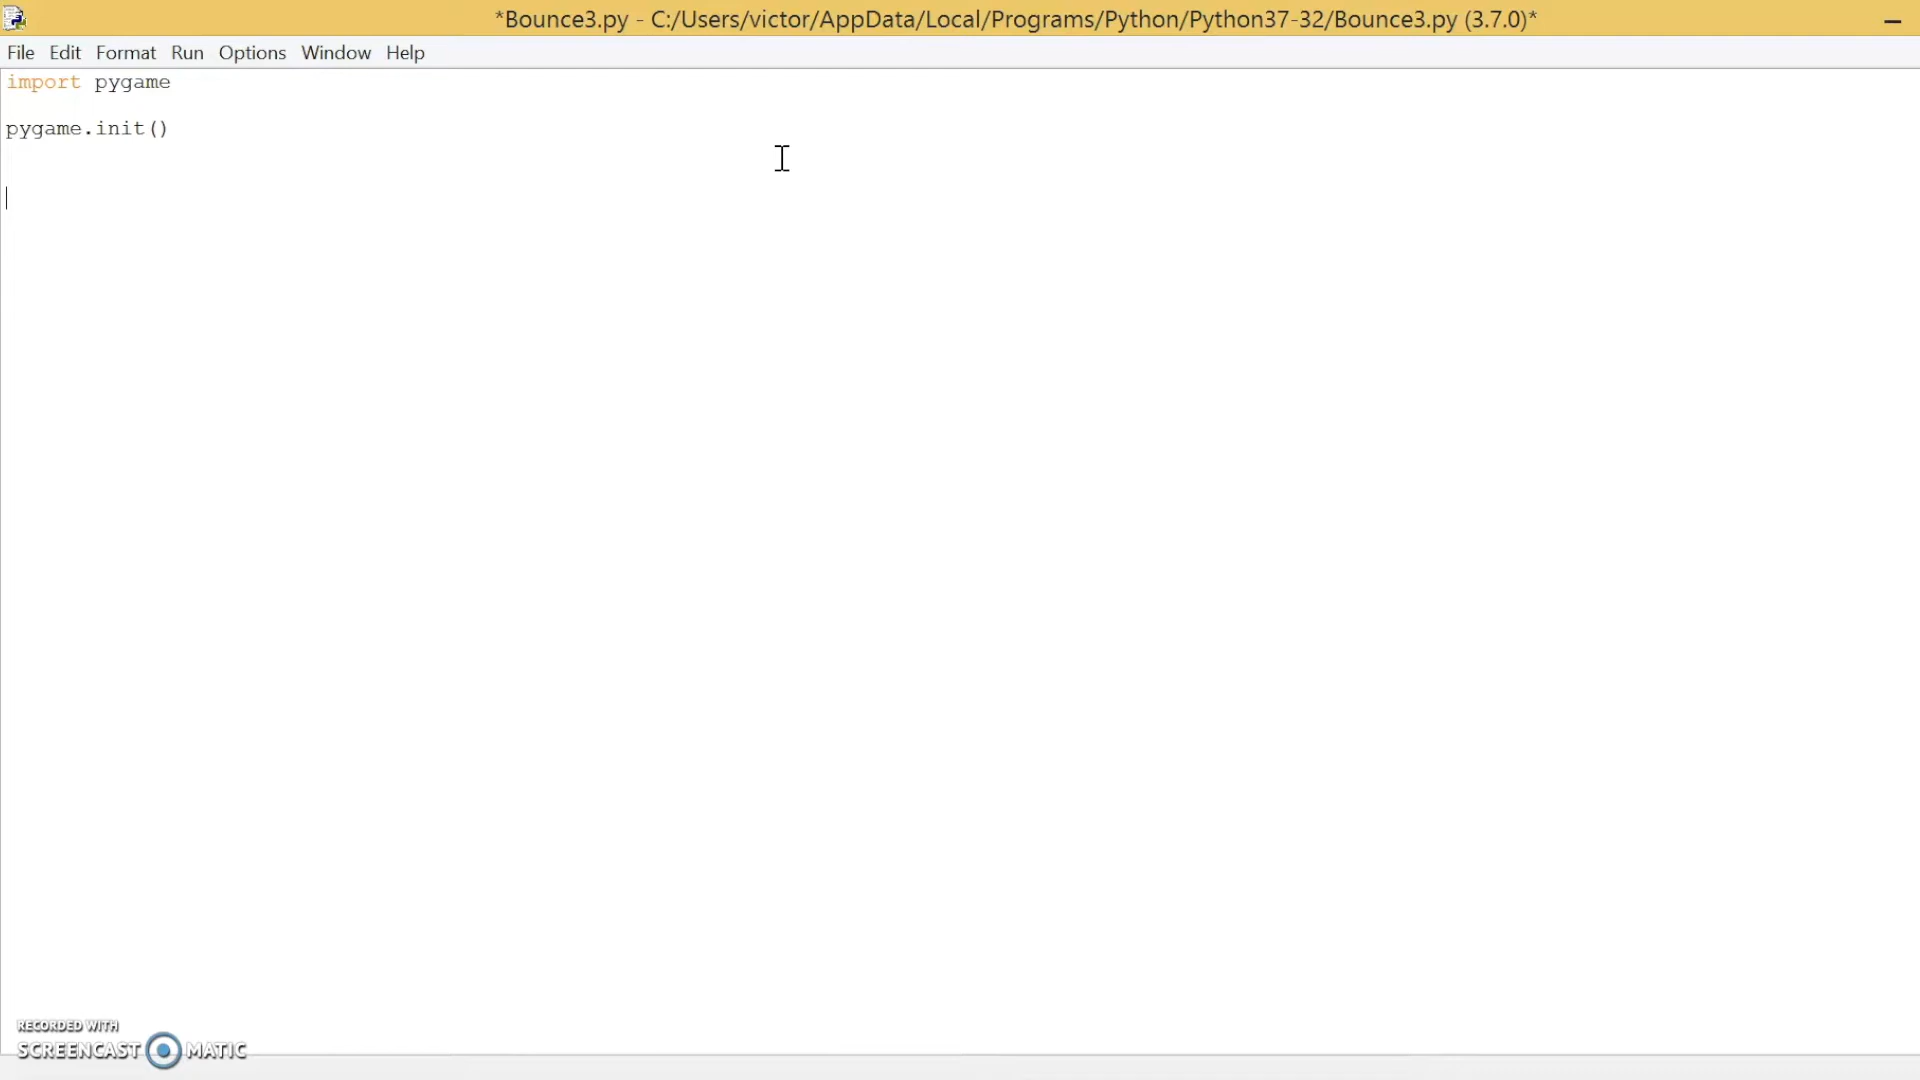 *Bounce3.py - C:/Users/victor/AppData/Local/Programs/Python/Python37-32/Bounce3.py (3.7.0)*
File Edit Format Run Options Window Help
import pygame
pygame.init()
RECORDED WITH
SCREENCAST MATIC